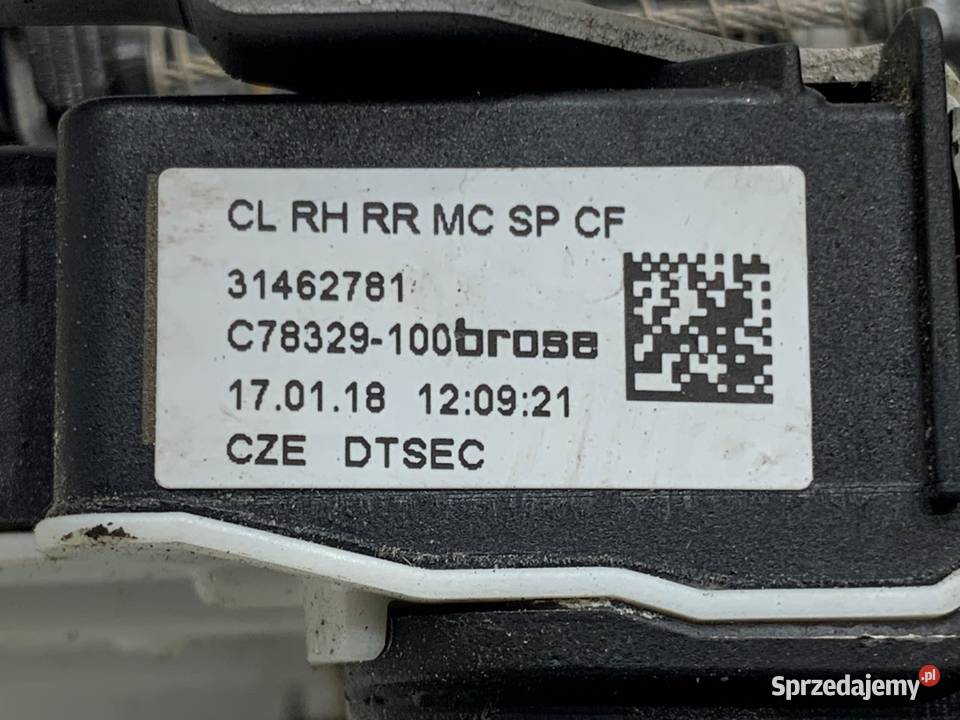 CL RH RR MC SP CF
31462781
C78329-100brose
17.01.18 12:09:21
CZE DTSEC
Sprzedajemy.pl